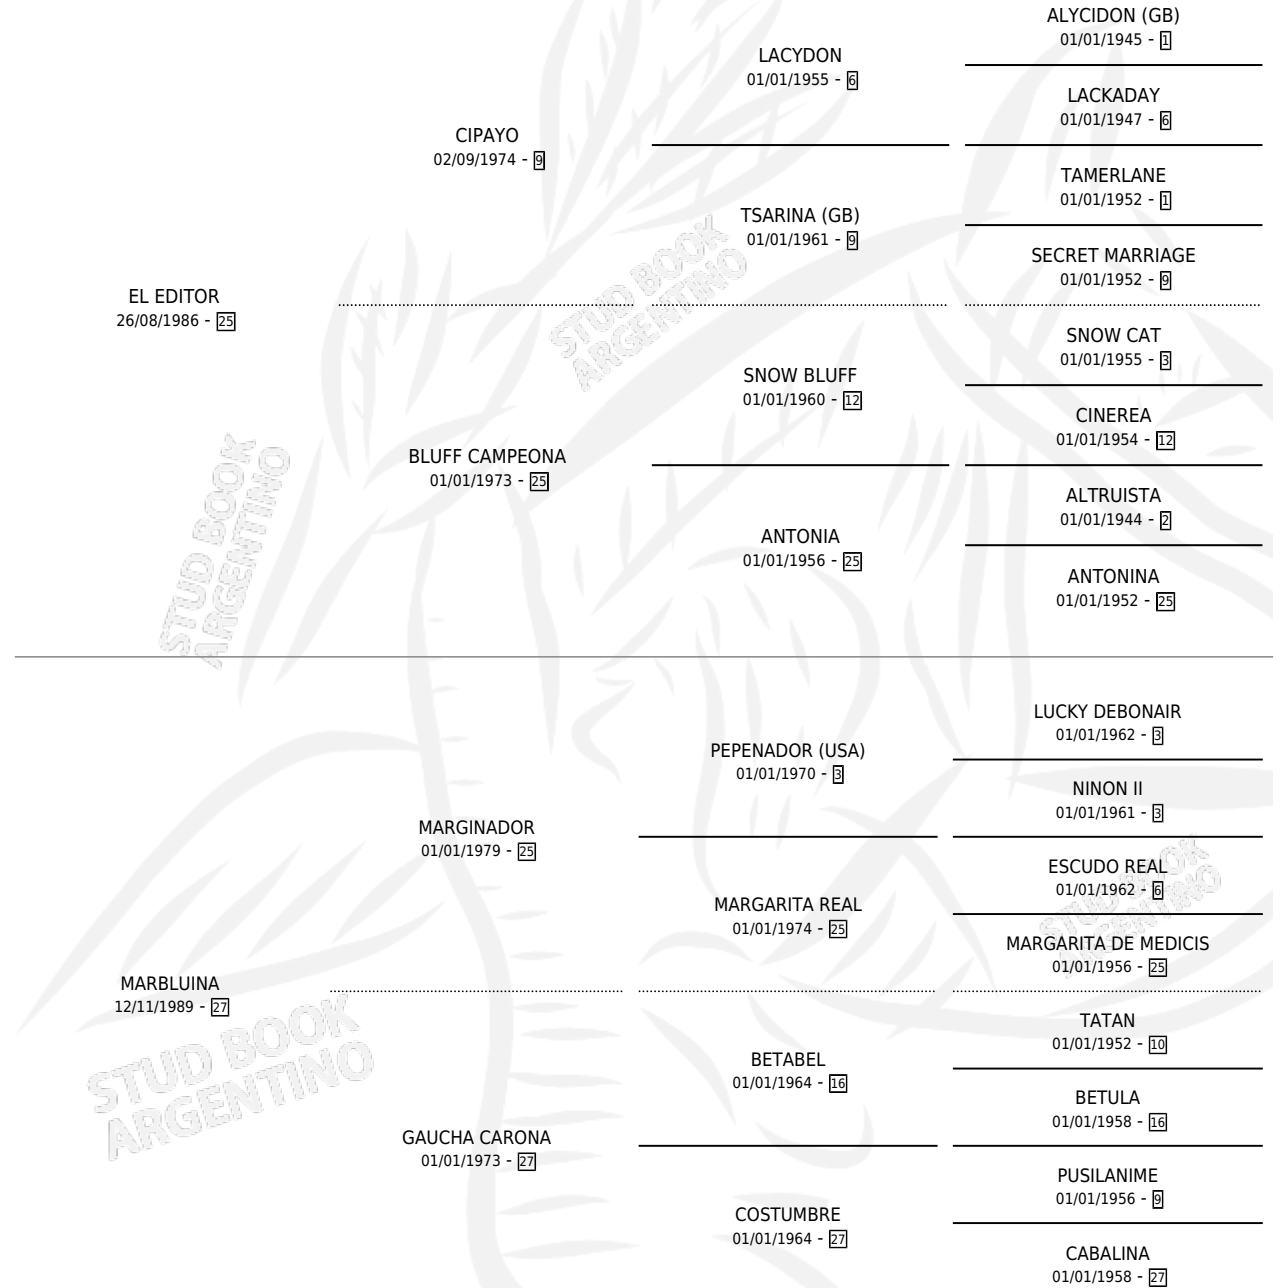 ALYCIDON (GB)
01/01/1945 - 1
LACYDON
01/01/1955 - 6
LACKADAY
01/01/1947 - 6
CIPAYO
02/09/1974 - 9
TAMERLANE
01/01/1952 - 1
TSARINA (GB)
01/01/1961 - 9
SECRET MARRIAGE
01/01/1952 - 9
EL EDITOR
26/08/1986 - 25
SNOW CAT
01/01/1955 - 3
SNOW BLUFF
01/01/1960 - 12
CINEREA
01/01/1954 - 12
BLUFF CAMPEONA
01/01/1973 - 25
ALTRUISTA
01/01/1944 - 2
ANTONIA
01/01/1956 - 25
ANTONINA
01/01/1952 - 25
LUCKY DEBONAIR
01/01/1962 - 3
PEPENADOR (USA)
01/01/1970 - 3
NINON II
01/01/1961 - 3
MARGINADOR
01/01/1979 - 25
ESCUDO REAL
01/01/1962 - 6
MARGARITA REAL
01/01/1974 - 25
MARGARITA DE MEDICIS
01/01/1956 - 25
MARBLUINA
12/11/1989 - 27
TATAN
01/01/1952 - 10
BETABEL
01/01/1964 - 16
BETULA
01/01/1958 - 16
GAUCHA CARONA
01/01/1973 - 27
PUSILANIME
01/01/1956 - 9
COSTUMBRE
01/01/1964 - 27
CABALINA
01/01/1958 - 27
STUD BOOK
ARGENTINO
STUD BOOK
ARGENTINO
STUD BOOK
ARGENTINO
STUD BOOK
ARGENTINO